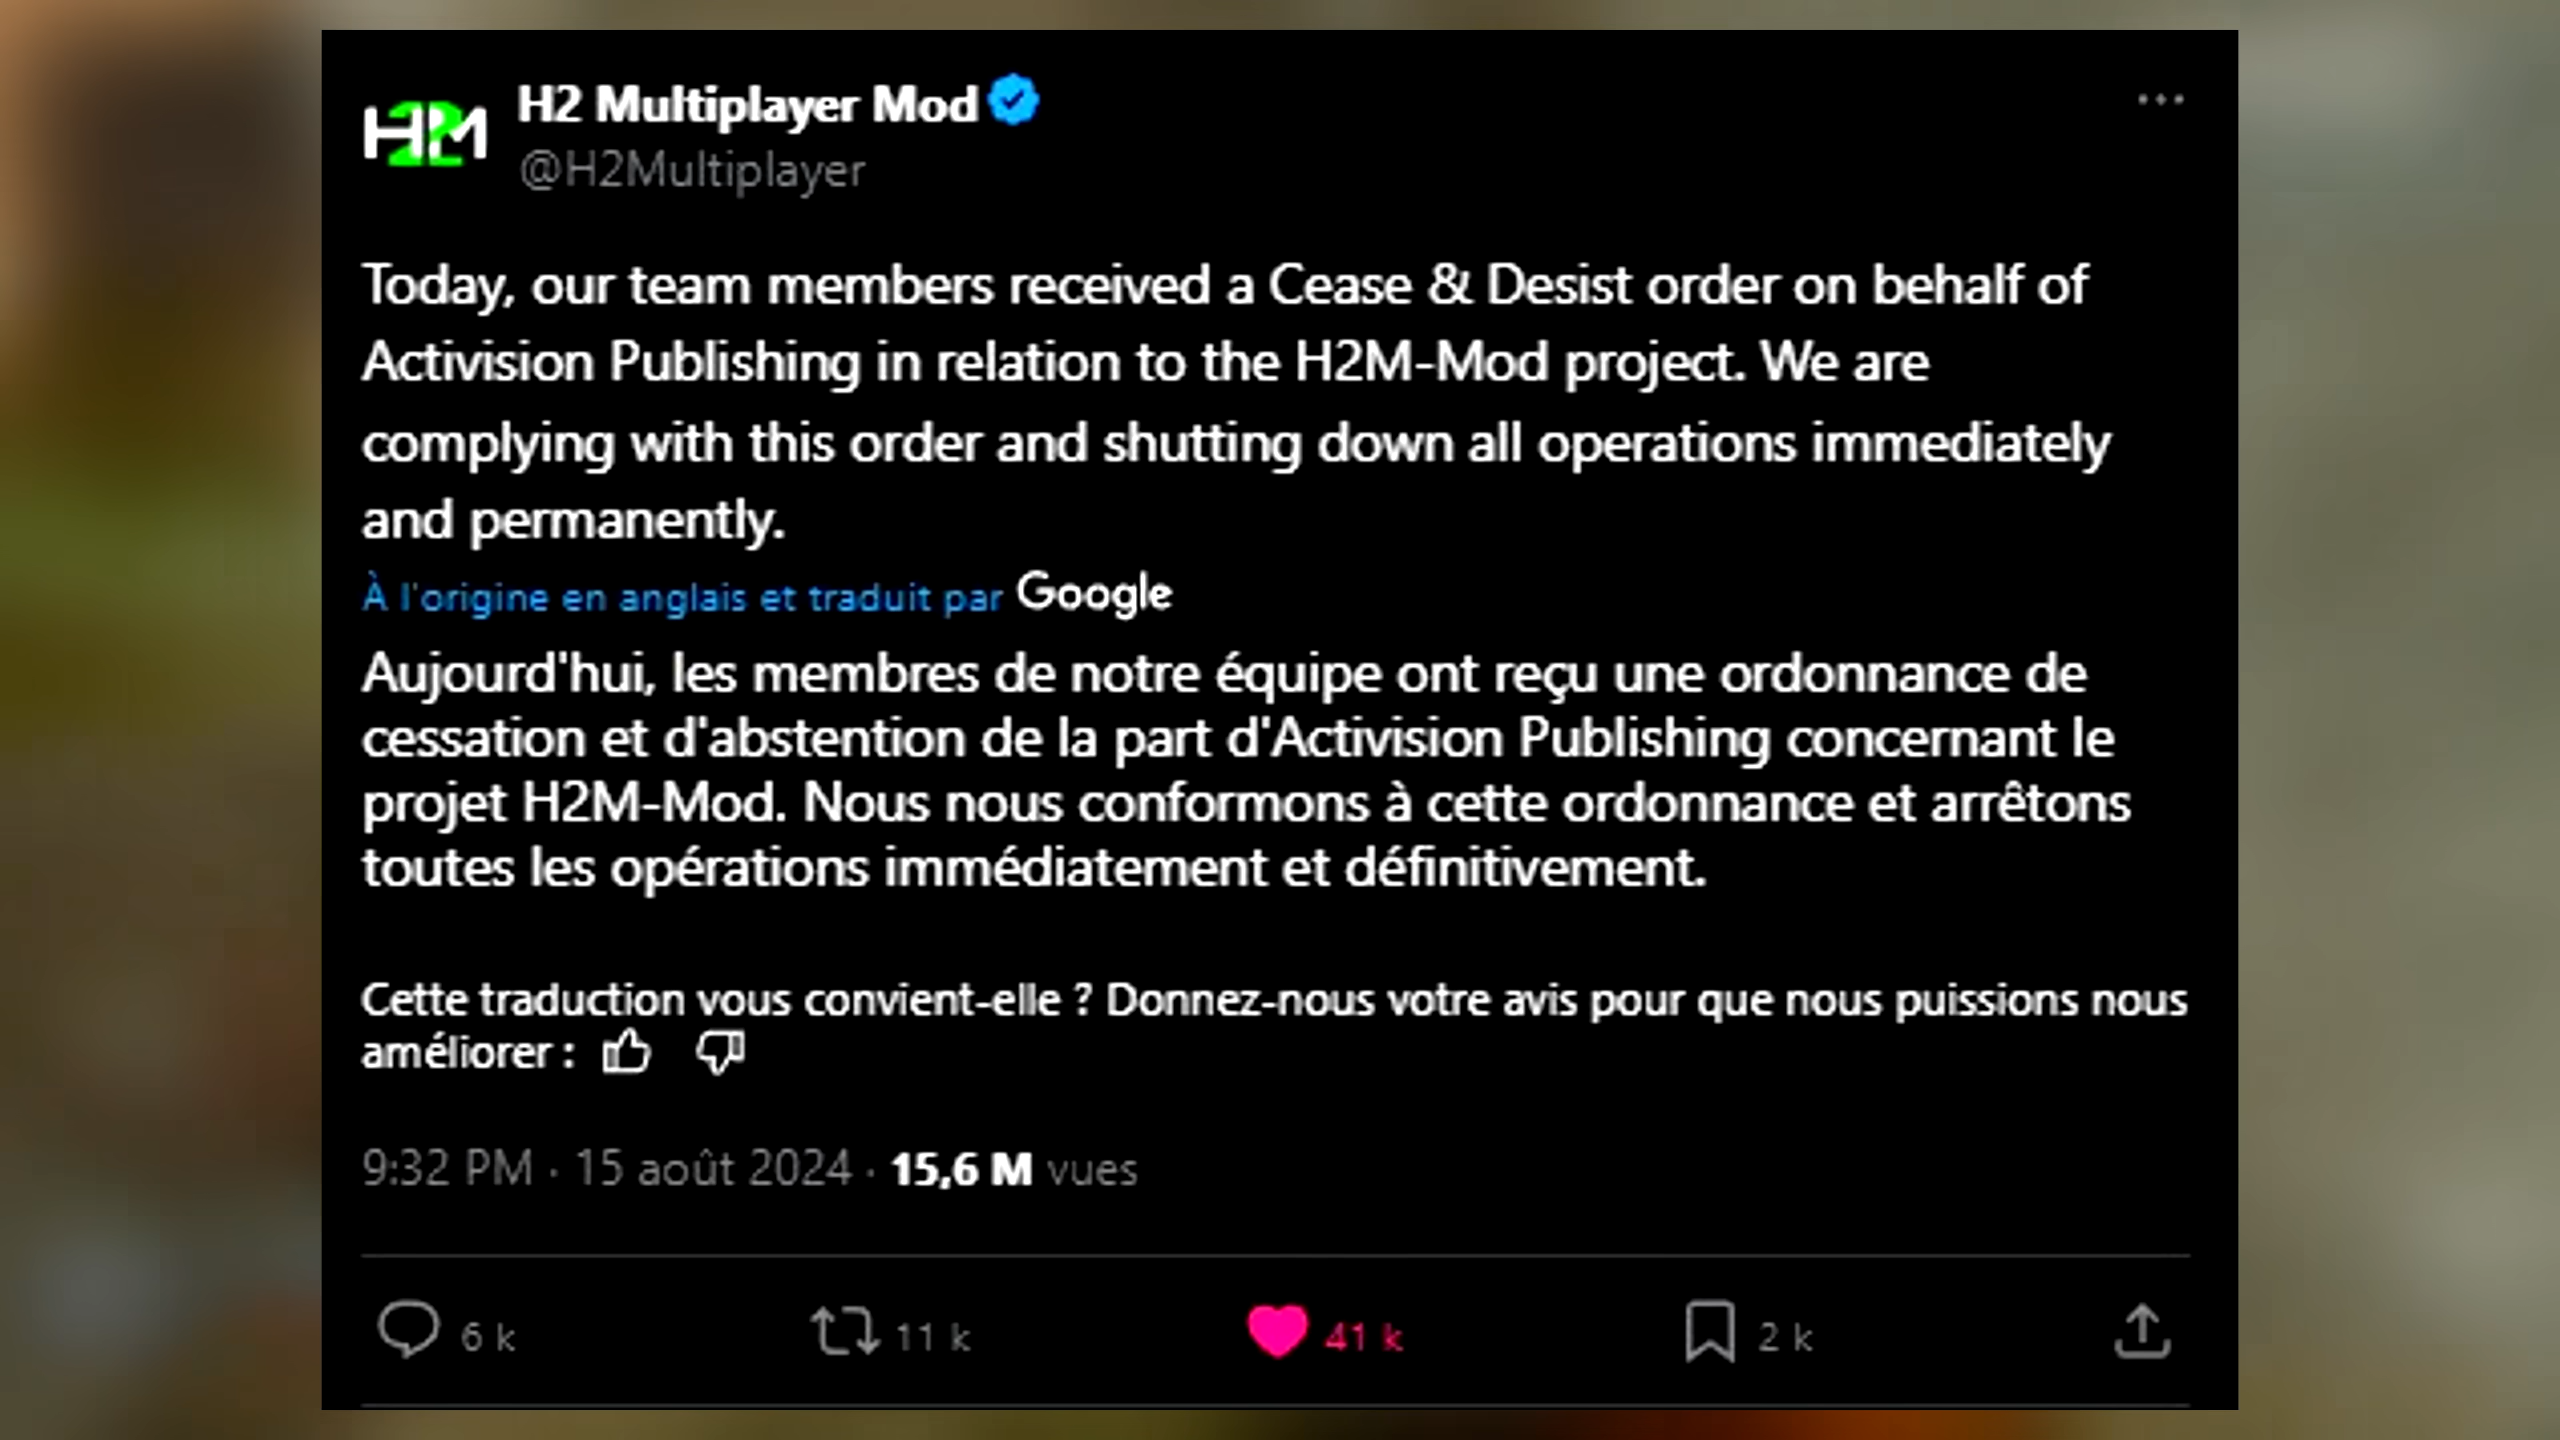 H2M
H2 Multiplayer Mod
@H2Multiplayer
Today, our team members received a Cease & Desist order on behalf of
Activision Publishing in relation to the H2M-Mod project. We are
complying with this order and shutting down all operations immediately
and permanently.
À l'origine en anglais et traduit par Google
Aujourd'hui, les membres de notre équipe ont reçu une ordonnance de
cessation et d'abstention de la part d'Activision Publishing concernant le
projet H2M-Mod. Nous nous conformons à cette ordonnance et arrêtons
toutes les opérations immédiatement et définitivement.
Cette traduction vous convient-elle ? Donnez-nous votre avis pour que nous puissions nous
améliorer :
9:32 PM · 15 août 2024 · 15,6 M vues
6 k 11 k 41 k 2 k